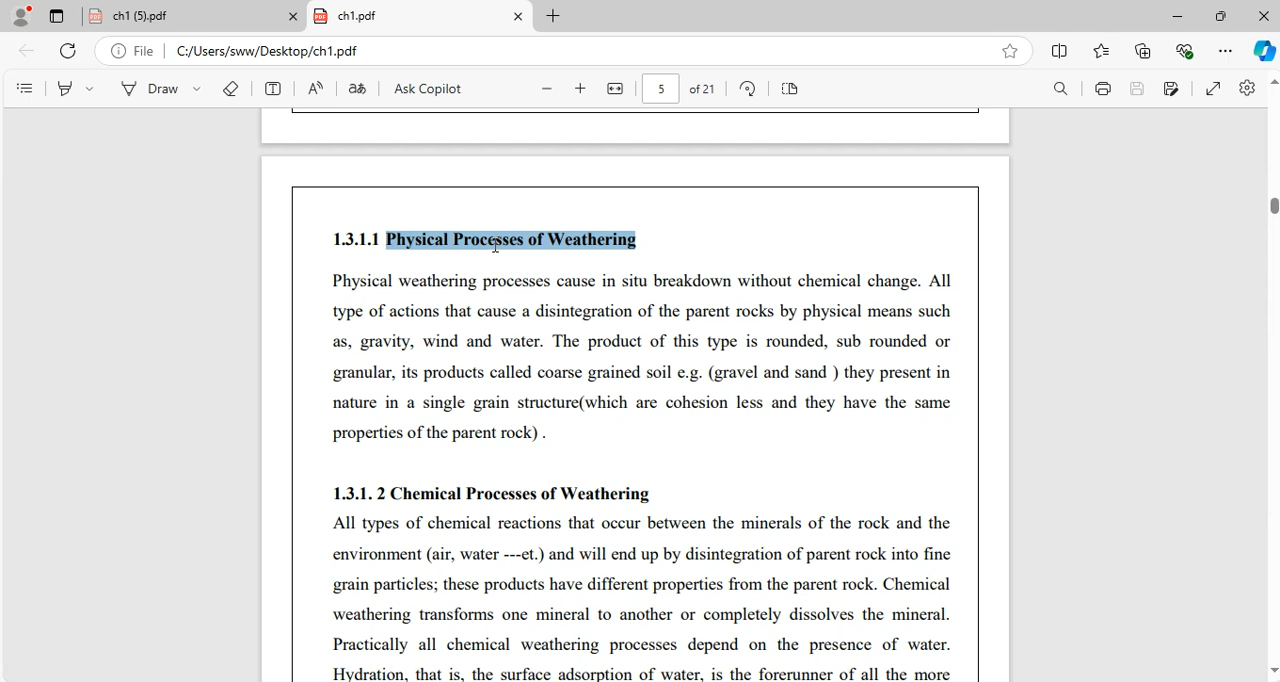 ch1 (5).pdf
ch1.pdf
File
C:/Users/sww/Desktop/ch1.pdf
Draw
Ask Copilot
5 of 21
1.3.1.1 Physical Processes of Weathering
Physical weathering processes cause in situ breakdown without chemical change. All
type of actions that cause a disintegration of the parent rocks by physical means such
as, gravity, wind and water. The product of this type is rounded, sub rounded or
granular, its products called coarse grained soil e.g. (gravel and sand ) they present in
nature in a single grain structure(which are cohesion less and they have the same
properties of the parent rock) .
1.3.1. 2 Chemical Processes of Weathering
All types of chemical reactions that occur between the minerals of the rock and the
environment (air, water ---et.) and will end up by disintegration of parent rock into fine
grain particles; these products have different properties from the parent rock. Chemical
weathering transforms one mineral to another or completely dissolves the mineral.
Practically all chemical weathering processes depend on the presence of water.
Hydration, that is, the surface adsorption of water, is the forerunner of all the more